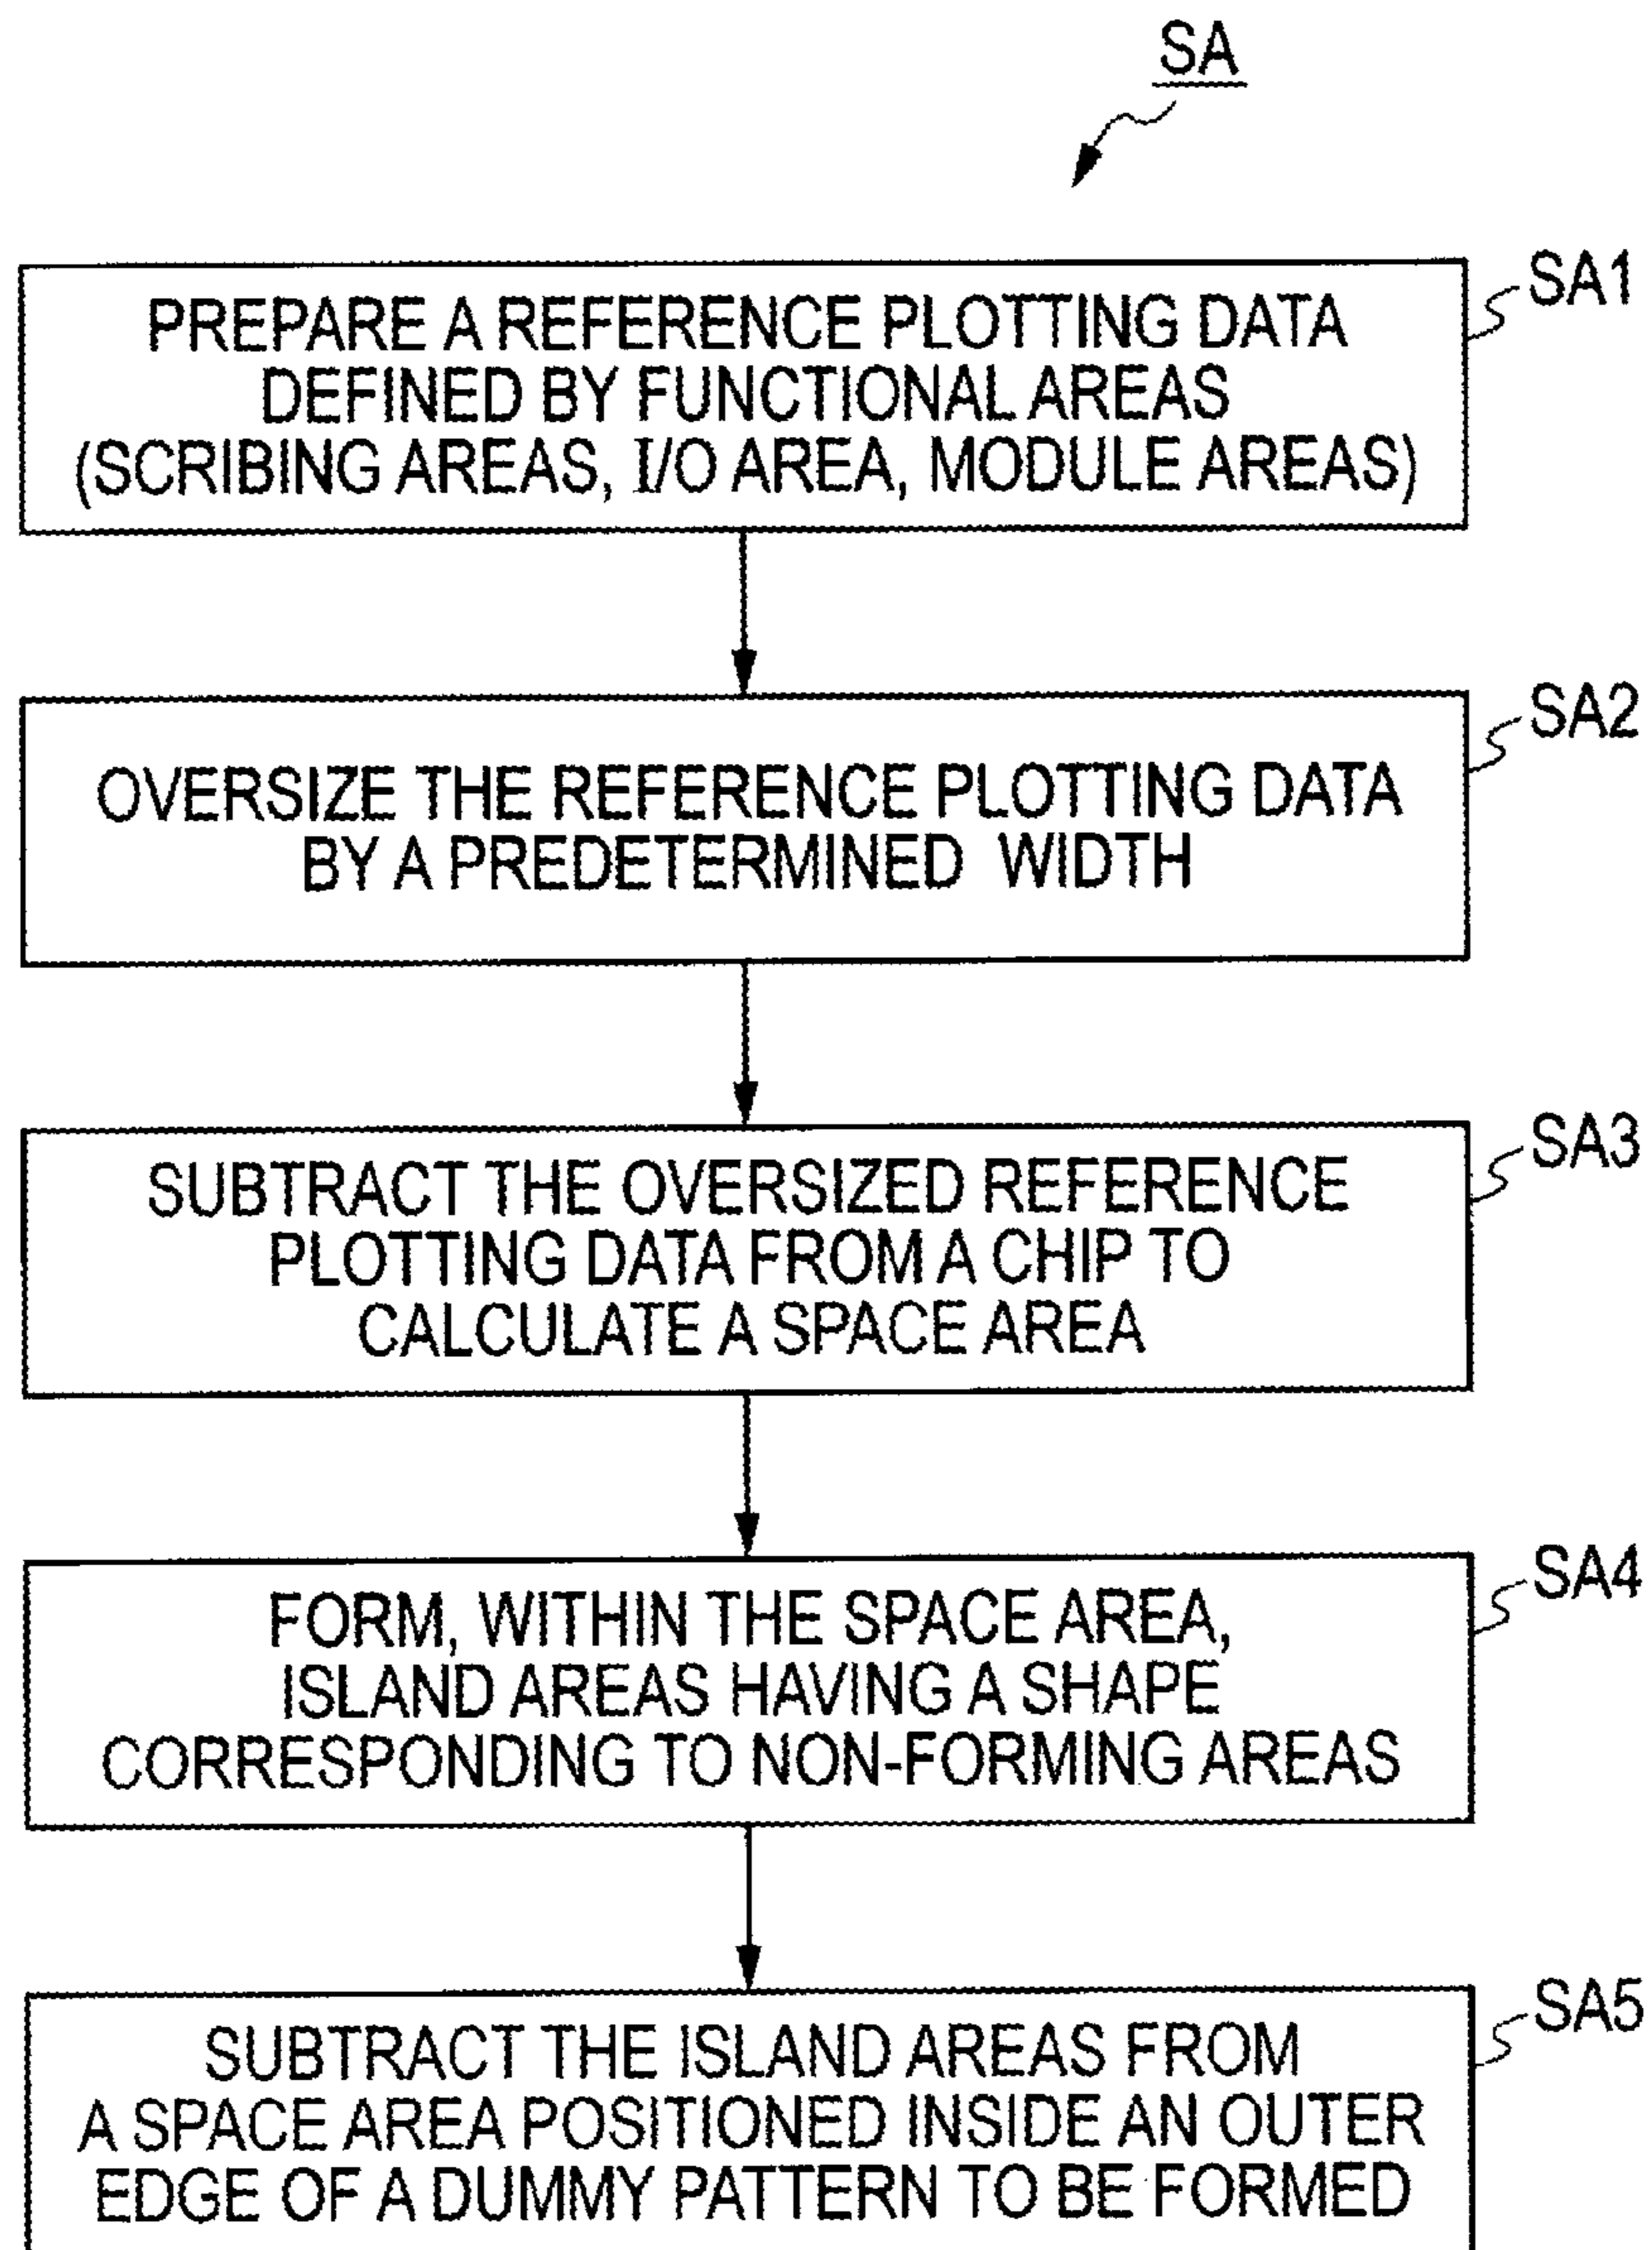 SA
PREPARE A REFERENCE PLOTTING DATA
DEFINED BY FUNCTIONAL AREAS
(SCRIBING AREAS, I/O AREA, MODULE AREAS)
SA1
OVERSIZE THE REFERENCE PLOTTING DATA
BY A PREDETERMINED WIDTH
SA2
SUBTRACT THE OVERSIZED REFERENCE
PLOTTING DATA FROM A CHIP TO
CALCULATE A SPACE AREA
SA3
FORM, WITHIN THE SPACE AREA,
ISLAND AREAS HAVING A SHAPE
CORRESPONDING TO NON-FORMING AREAS
SA4
SUBTRACT THE ISLAND AREAS FROM
A SPACE AREA POSITIONED INSIDE AN OUTER
EDGE OF A DUMMY PATTERN TO BE FORMED
SA5